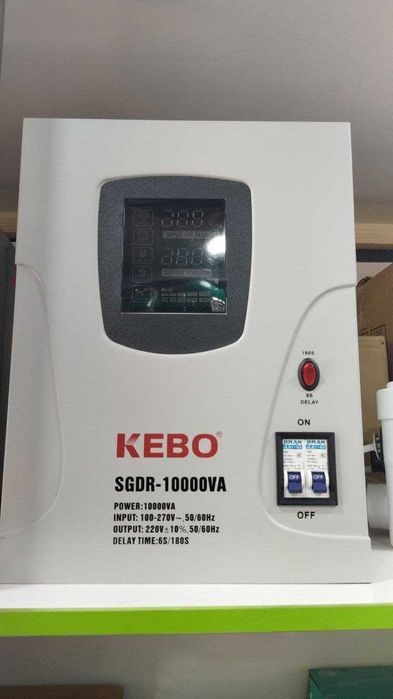 180S
6S
DELAY
ON
OFF
OFF
OFF
KEBO®
SGDR-10000VA
POWER:10000VA
INPUT: 100-270V~, 50/60Hz
OUTPUT: 220V±10%, 50/60Hz
DELAY TIME:6S/180S